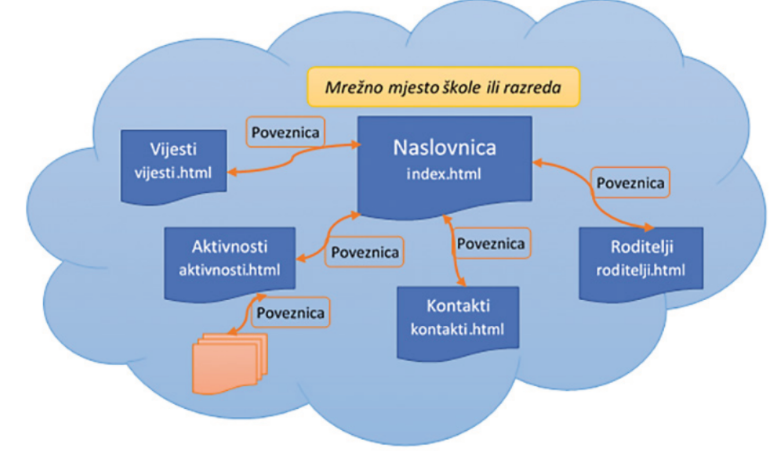 Mrežno mjesto škole ili razreda
Vijesti
vijesti.html
Poveznica
Naslovnica
index.html
Poveznica
Aktivnosti
aktivnosti.html
Poveznica
Poveznica
Roditelji
roditelji.html
Poveznica
Kontakti
kontakti.html